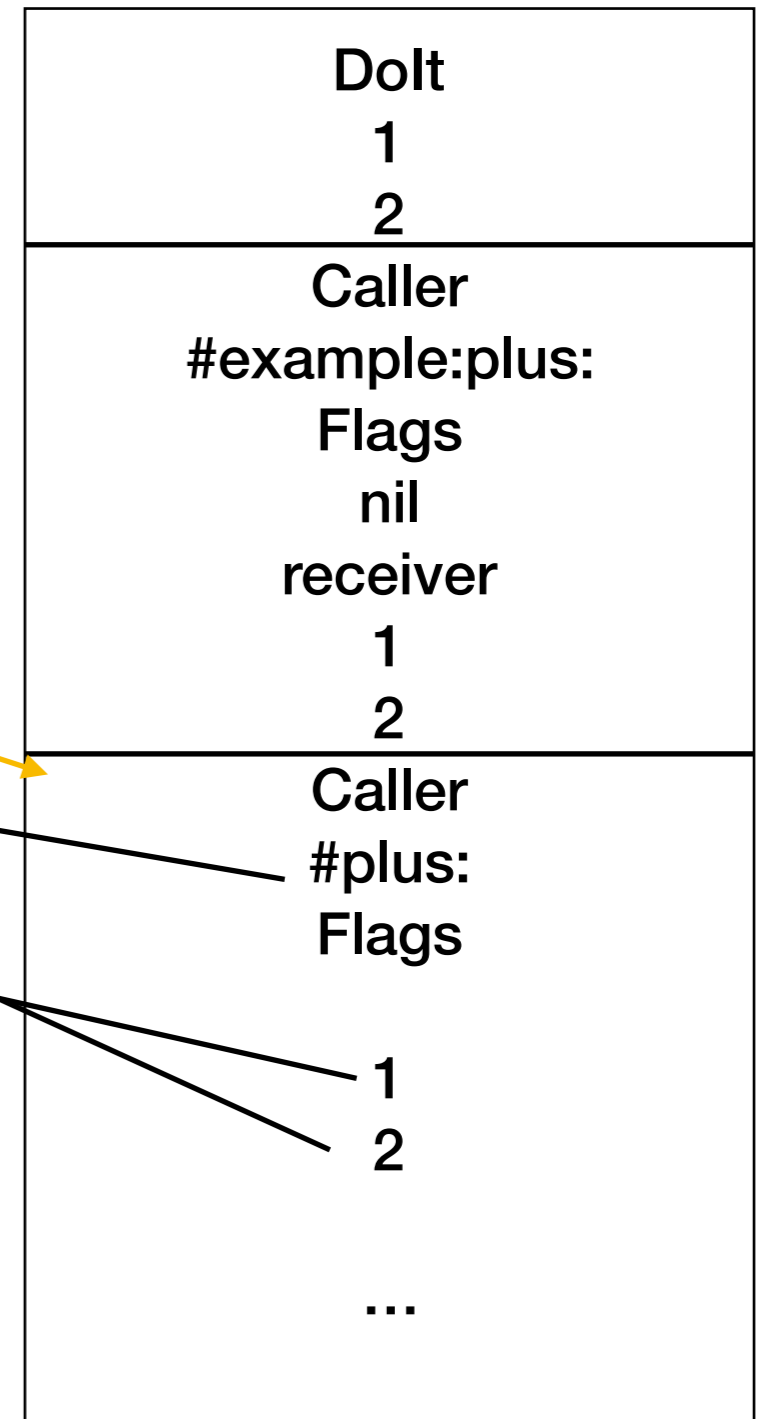 DoIt
1
2
Caller
#example:plus:
Flags
nil
receiver
1
2
Caller
#plus:
Flags
1
2
...